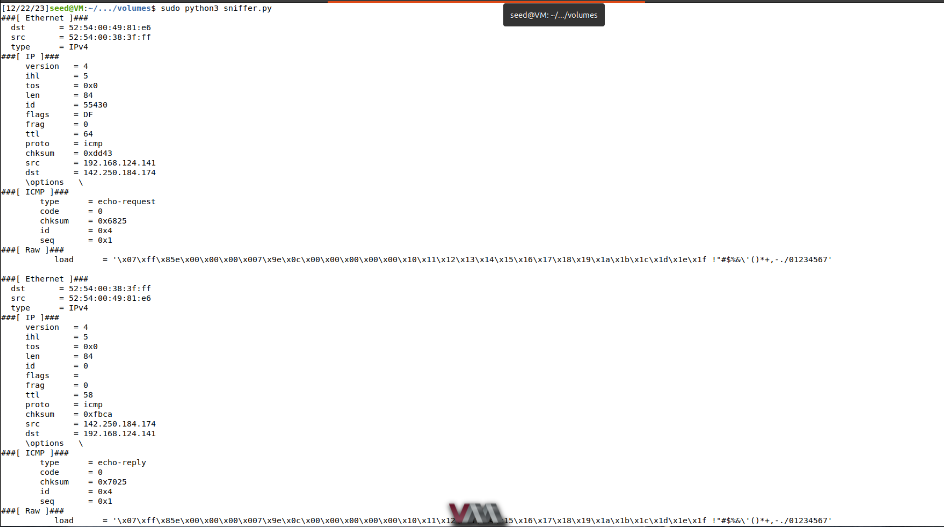 [12/22/23]seed@VM:~/.../volumes$ sudo python3 sniffer.py
seed@VM: ~/.../volumes
###[ Ethernet ]###
  dst       = 52:54:00:49:81:e6
  src       = 52:54:00:38:3f:ff
  type      = IPv4
###[ IP ]###
     version   = 4
     ihl       = 5
     tos       = 0x0
     len       = 84
     id        = 55430
     flags     = DF
     frag      = 0
     ttl       = 64
     proto     = icmp
     chksum    = 0xdd43
     src       = 192.168.124.141
     dst       = 142.250.184.174
     \options   \
###[ ICMP ]###
        type      = echo-request
        code      = 0
        chksum    = 0x6825
        id        = 0x4
        seq       = 0x1
###[ Raw ]###
           load      = '\x07\xff\x85e\x00\x00\x00\x007\x9e\x0c\x00\x00\x00\x00\x00\x10\x11\x12\x13\x14\x15\x16\x17\x18\x19\x1a\x1b\x1c\x1d\x1e\x1f !"#$%&\'()*+,-./01234567'
###[ Ethernet ]###
  dst       = 52:54:00:38:3f:ff
  src       = 52:54:00:49:81:e6
  type      = IPv4
###[ IP ]###
     version   = 4
     ihl       = 5
     tos       = 0x0
     len       = 84
     id        = 0
     flags     =
     frag      = 0
     ttl       = 58
     proto     = icmp
     chksum    = 0xfbca
     src       = 142.250.184.174
     dst       = 192.168.124.141
     \options   \
###[ ICMP ]###
        type      = echo-reply
        code      = 0
        chksum    = 0x7025
        id        = 0x4
        seq       = 0x1
###[ Raw ]###
           load      = '\x07\xff\x85e\x00\x00\x00\x007\x9e\x0c\x00\x00\x00\x00\x00\x10\x11\x12 \x15\x16\x17\x18\x19\x1a\x1b\x1c\x1d\x1e\x1f !"#$%&\'()*+,-./01234567'